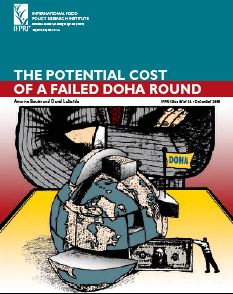 IFPRI
INTERNATIONAL FOOD
POLICY RESEARCH INSTITUTE
THE POTENTIAL COST
OF A FAILED DOHA ROUND
Antoine Bouët and David Laborde
DOHA